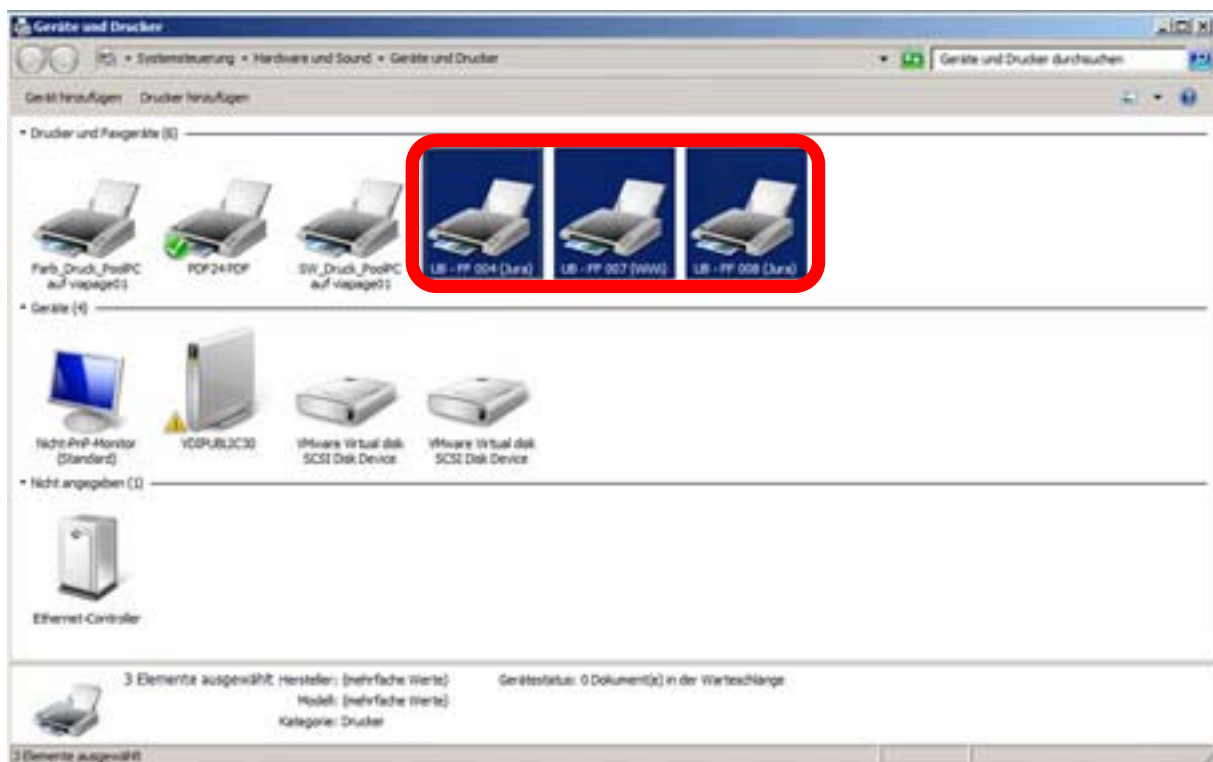 Geräte und Drucker
Systemsteuerung • Hardware und Sound • Geräte und Drucker
Geräte und Drucker durchsuchen
Gerät hinzufügen Drucker hinzufügen
Drucker und Faxgeräte (6)
Farb_Druck_PoolPC
auf viapage01
PDF24 PDF
SW_Druck_PoolPC
auf viapage01
UB - FF 004 (Jura)
UB - FF 007 (WiWi)
UB - FF 008 (Jura)
Geräte (4)
Nicht-PnP-Monitor
(Standard)
VDIPUBLIC30
VMware Virtual disk
SCSI Disk Device
VMware Virtual disk
SCSI Disk Device
Nicht angegeben (1)
Ethernet-Controller
3 Elemente ausgewählt Hersteller: (mehrfache Werte) Gerätestatus: 0 Dokument(e) in der Warteschlange
Modell: (mehrfache Werte)
Kategorie: Drucker
3 Elemente ausgewählt